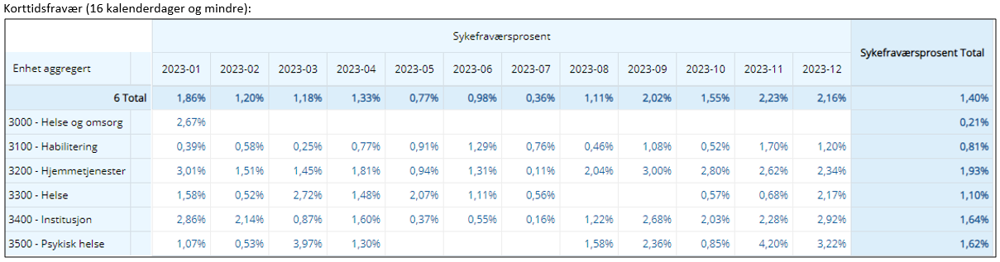 Korttidsfravær (16 kalenderdager og mindre):
Sykefraværsprosent
Sykefraværsprosent Total
Enhet aggregert 2023-01 2023-02 2023-03 2023-04 2023-05 2023-06 2023-07 2023-08 2023-09 2023-10 2023-11 2023-12
6 Total 1,86% 1,20% 1,18% 1,33% 0,77% 0,98% 0,36% 1,11% 2,02% 1,55% 2,23% 2,16% 1,40%
3000 - Helse og omsorg 2,67% 0,21%
3100 - Habilitering 0,39% 0,58% 0,25% 0,77% 0,91% 1,29% 0,76% 0,46% 1,08% 0,52% 1,70% 1,20% 0,81%
3200 - Hjemmetjenester 3,01% 1,51% 1,45% 1,81% 0,94% 1,31% 0,11% 2,04% 3,00% 2,80% 2,62% 2,34% 1,93%
3300 - Helse 1,58% 0,52% 2,72% 1,48% 2,07% 1,11% 0,56% 0,57% 0,68% 2,17% 1,10%
3400 - Institusjon 2,86% 2,14% 0,87% 1,60% 0,37% 0,55% 0,16% 1,22% 2,68% 2,03% 2,28% 2,92% 1,64%
3500 - Psykisk helse 1,07% 0,53% 3,97% 1,30% 1,58% 2,36% 0,85% 4,20% 3,22% 1,62%